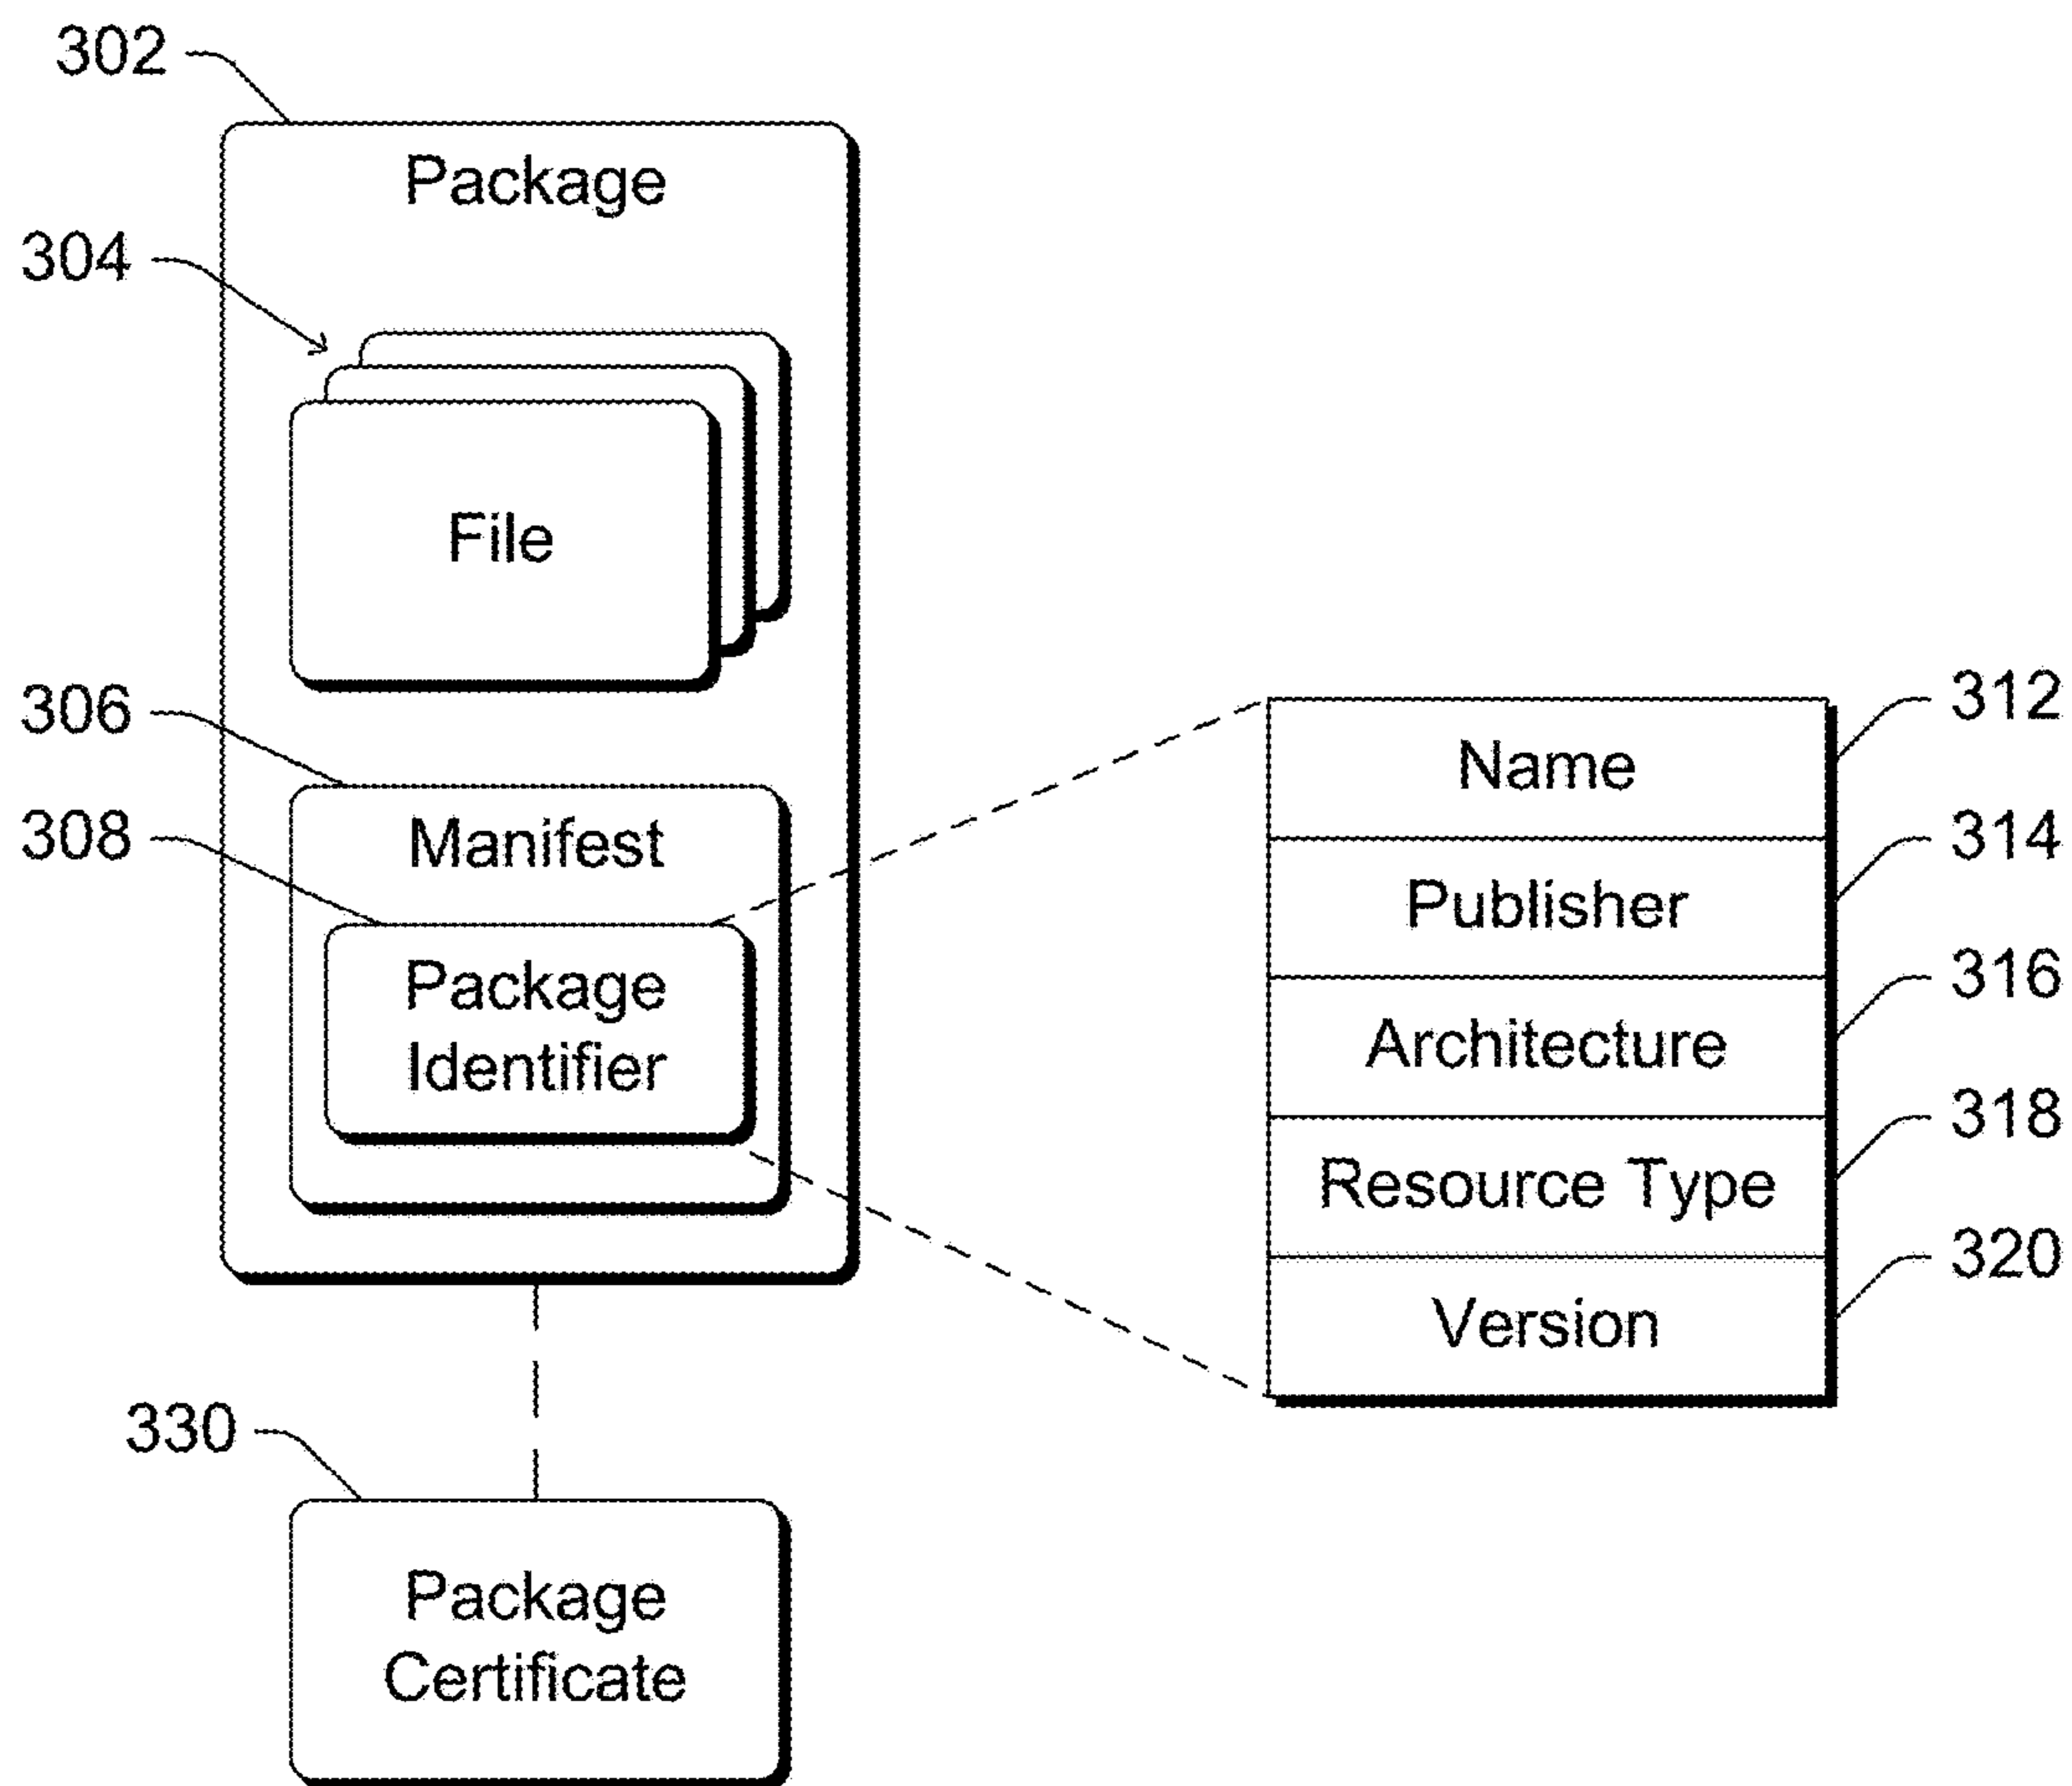 302
Package
304
File
306
308
Manifest
Package
Identifier
312
Name
314
Publisher
316
Architecture
318
Resource Type
320
Version
330
Package
Certificate